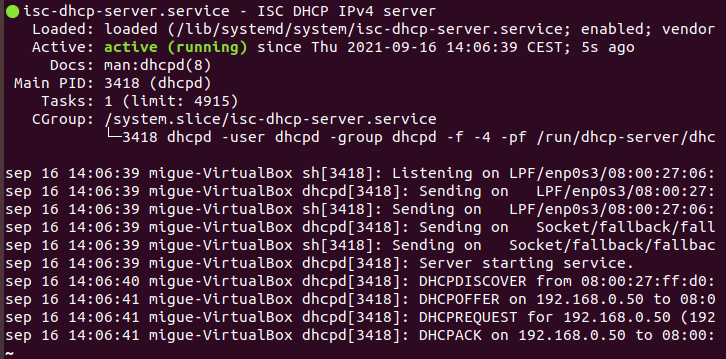 ● isc-dhcp-server.service - ISC DHCP IPv4 server
Loaded: loaded (/lib/systemd/system/isc-dhcp-server.service; enabled; vendor
Active: active (running) since Thu 2021-09-16 14:06:39 CEST; 5s ago
Docs: man:dhcpd(8)
Main PID: 3418 (dhcpd)
Tasks: 1 (limit: 4915)
CGroup: /system.slice/isc-dhcp-server.service
└─3418 dhcpd -user dhcpd -group dhcpd -f -4 -pf /run/dhcp-server/dhc
sep 16 14:06:39 migue-VirtualBox sh[3418]: Listening on LPF/enp0s3/08:00:27:06:
sep 16 14:06:39 migue-VirtualBox dhcpd[3418]: Sending on   LPF/enp0s3/08:00:27:
sep 16 14:06:39 migue-VirtualBox sh[3418]: Sending on   LPF/enp0s3/08:00:27:06:
sep 16 14:06:39 migue-VirtualBox dhcpd[3418]: Sending on   Socket/fallback/fall
sep 16 14:06:39 migue-VirtualBox sh[3418]: Sending on   Socket/fallback/fallbac
sep 16 14:06:39 migue-VirtualBox dhcpd[3418]: Server starting service.
sep 16 14:06:40 migue-VirtualBox dhcpd[3418]: DHCPDISCOVER from 08:00:27:ff:d0:
sep 16 14:06:41 migue-VirtualBox dhcpd[3418]: DHCPOFFER on 192.168.0.50 to 08:0
sep 16 14:06:41 migue-VirtualBox dhcpd[3418]: DHCPREQUEST for 192.168.0.50 (192
sep 16 14:06:41 migue-VirtualBox dhcpd[3418]: DHCPACK on 192.168.0.50 to 08:00:
~